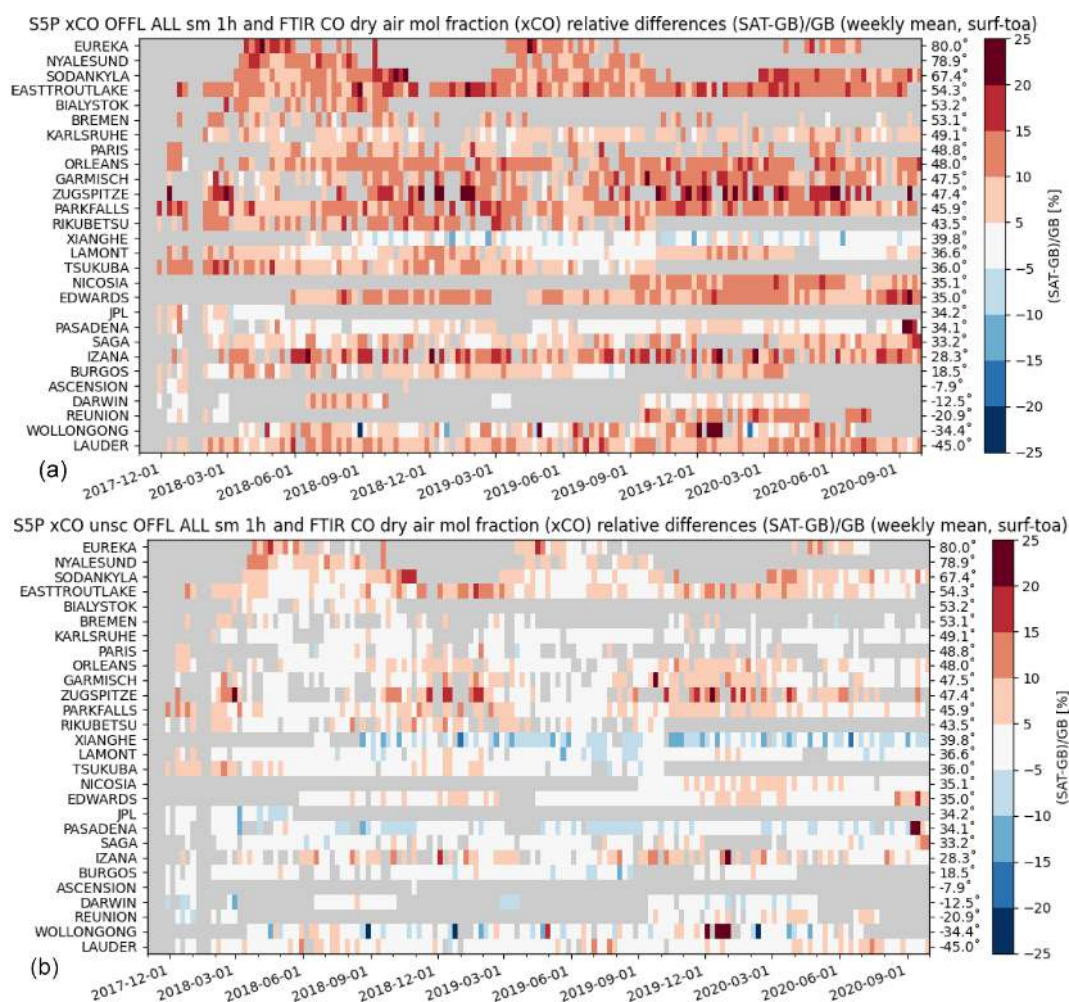 S5P xCO OFFL ALL sm 1h and FTIR CO dry air mol fraction (xCO) relative differences (SAT-GB)/GB (weekly mean, surf-toa)
EUREKA 80.0°
NYALESUND 78.9°
SODANKYLA 67.4°
EASTTROUTLAKE 54.3°
BIALYSTOK 53.2°
BREMEN 53.1°
KARLSRUHE 49.1°
PARIS 48.8°
ORLEANS 48.0°
GARMISCH 47.5°
ZUGSPITZE 47.4°
PARKFALLS 45.9°
RIKUBETSU 43.5°
XIANGHE 39.8°
LAMONT 36.6°
TSUKUBA 36.0°
NICOSIA 35.1°
EDWARDS 35.0°
JPL 34.2°
PASADENA 34.1°
SAGA 33.2°
IZANA 28.3°
BURGOS 18.5°
ASCENSION -7.9°
DARWIN -12.5°
REUNION -20.9°
WOLLONGONG -34.4°
LAUDER -45.0°
25
20
15
10
5
−5
−10
−15
−20
−25
(SAT-GB)/GB [%]
(a)
2017-12-01 2018-03-01 2018-06-01 2018-09-01 2018-12-01 2019-03-01 2019-06-01 2019-09-01 2019-12-01 2020-03-01 2020-06-01 2020-09-01
S5P xCO unsc OFFL ALL sm 1h and FTIR CO dry air mol fraction (xCO) relative differences (SAT-GB)/GB (weekly mean, surf-toa)
EUREKA 80.0°
NYALESUND 78.9°
SODANKYLA 67.4°
EASTTROUTLAKE 54.3°
BIALYSTOK 53.2°
BREMEN 53.1°
KARLSRUHE 49.1°
PARIS 48.8°
ORLEANS 48.0°
GARMISCH 47.5°
ZUGSPITZE 47.4°
PARKFALLS 45.9°
RIKUBETSU 43.5°
XIANGHE 39.8°
LAMONT 36.6°
TSUKUBA 36.0°
NICOSIA 35.1°
EDWARDS 35.0°
JPL 34.2°
PASADENA 34.1°
SAGA 33.2°
IZANA 28.3°
BURGOS 18.5°
ASCENSION -7.9°
DARWIN -12.5°
REUNION -20.9°
WOLLONGONG -34.4°
LAUDER -45.0°
25
20
15
10
5
−5
−10
−15
−20
−25
(SAT-GB)/GB [%]
(b)
2017-12-01 2018-03-01 2018-06-01 2018-09-01 2018-12-01 2019-03-01 2019-06-01 2019-09-01 2019-12-01 2020-03-01 2020-06-01 2020-09-01